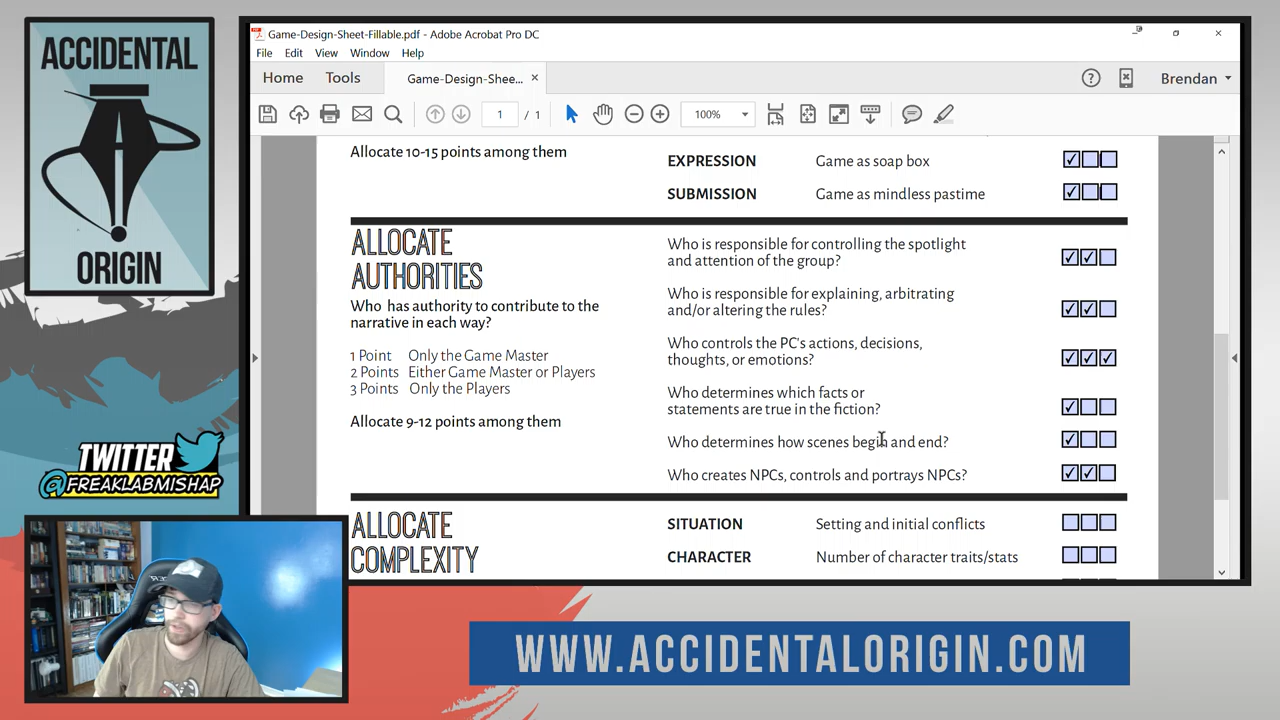 ACCIDENTAL
ORIGIN
TWITTER
@FREAKLABMISHAP
Game-Design-Sheet-Fillable.pdf - Adobe Acrobat Pro DC
File Edit View Window Help
Home Tools Game-Design-Shee... Brendan
1 / 1 100%
Allocate 10-15 points among them
EXPRESSION Game as soap box
SUBMISSION Game as mindless pastime
ALLOCATE
AUTHORITIES
Who has authority to contribute to the
narrative in each way?
1 Point Only the Game Master
2 Points Either Game Master or Players
3 Points Only the Players
Allocate 9-12 points among them
Who is responsible for controlling the spotlight
and attention of the group?
Who is responsible for explaining, arbitrating
and/or altering the rules?
Who controls the PC's actions, decisions,
thoughts, or emotions?
Who determines which facts or
statements are true in the fiction?
Who determines how scenes begin and end?
Who creates NPCs, controls and portrays NPCs?
ALLOCATE
COMPLEXITY
SITUATION Setting and initial conflicts
CHARACTER Number of character traits/stats
WWW.ACCIDENTALORIGIN.COM